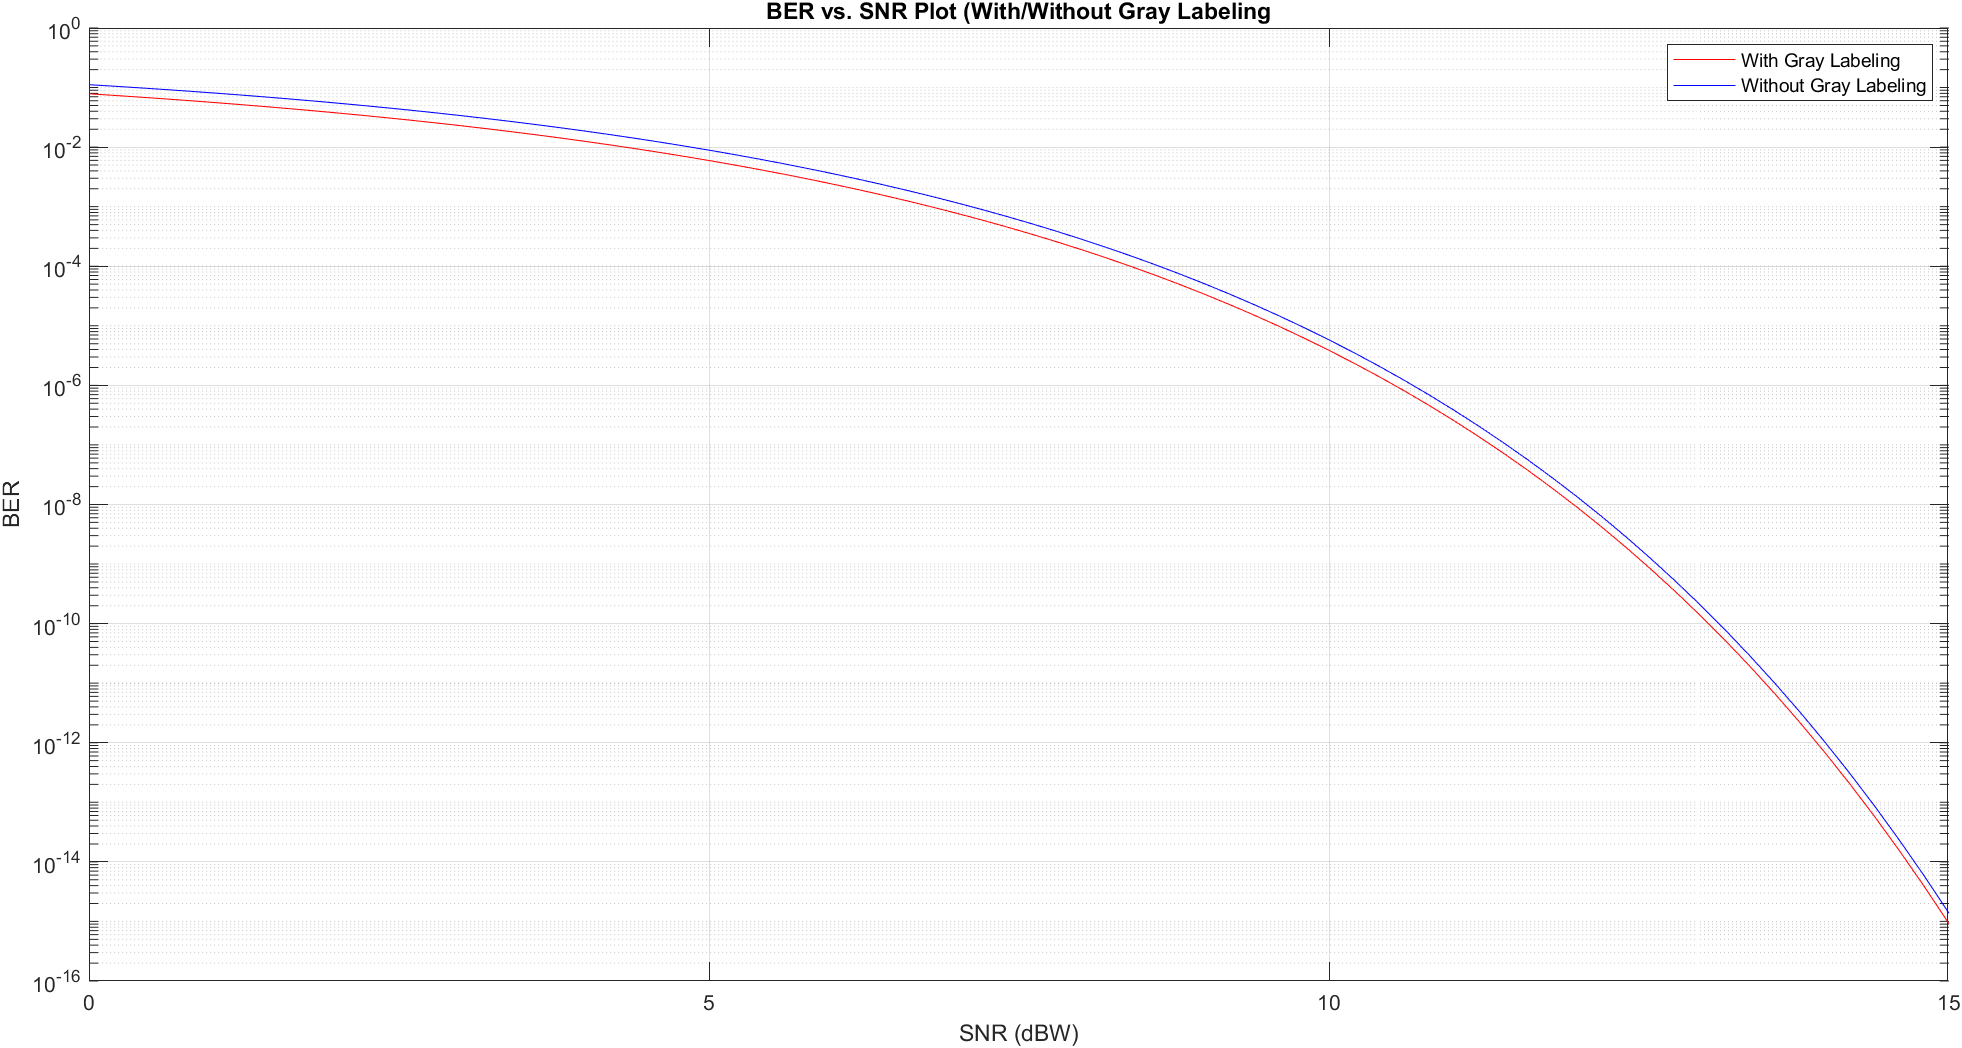 BER vs. SNR Plot (With/Without Gray Labeling
10^0
With Gray Labeling
Without Gray Labeling
10^-2
10^-4
10^-6
BER
10^-8
10^-10
10^-12
10^-14
10^-16
0 5 10 15
SNR (dBW)